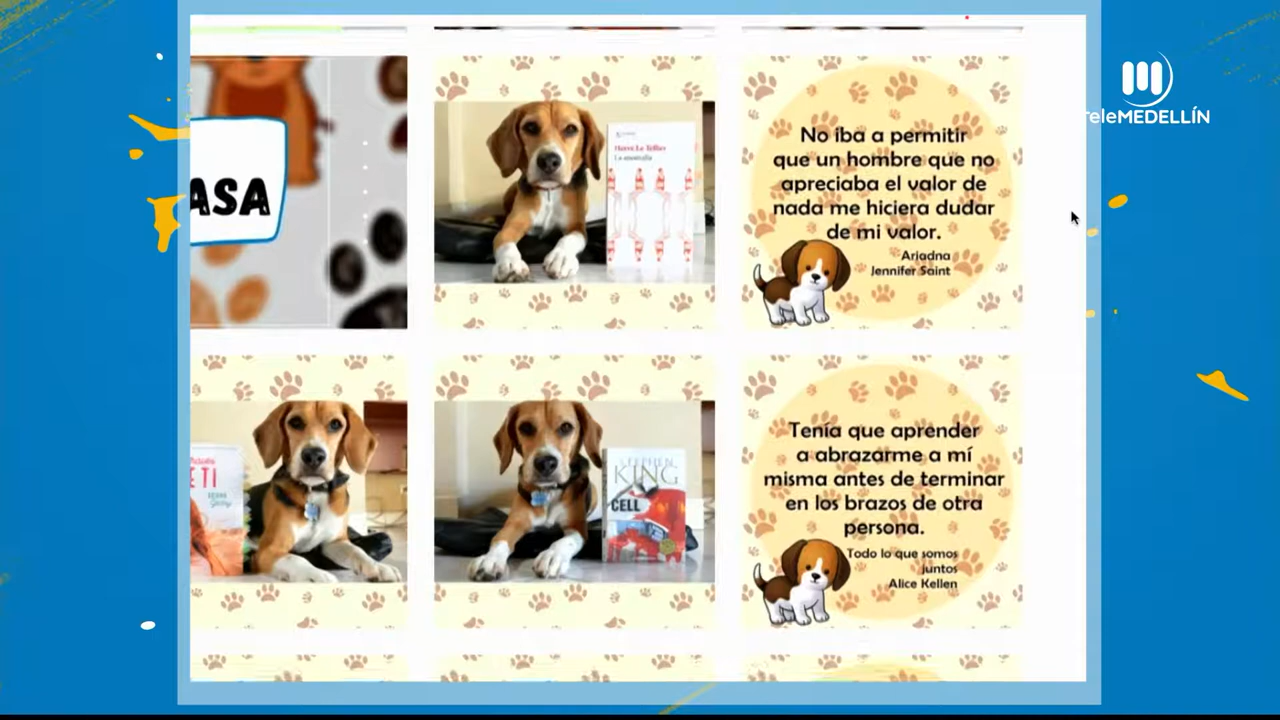 TeleMEDELLÍN
ASA
Hervé Le Tellier
La anomalía
No iba a permitir
que un hombre que no
apreciaba el valor de
nada me hiciera dudar
de mi valor.
Ariadna
Jennifer Saint
E TI
STEPHEN
KING
CELL
Tenía que aprender
a abrazarme a mí
misma antes de terminar
en los brazos de otra
persona.
Todo lo que somos
juntos
Alice Kellen